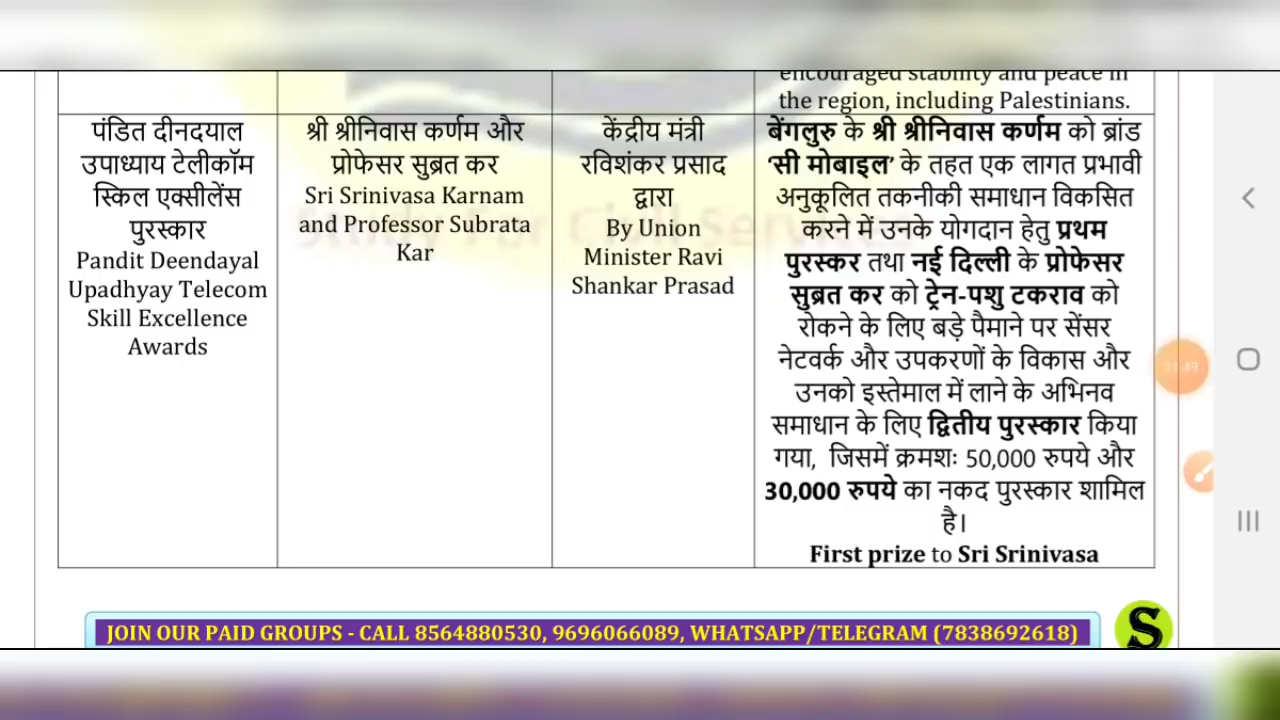 encouraged stability and peace in
the region, including Palestinians.
पंडित दीनदयाल
उपाध्याय टेलीकॉम
स्किल एक्सीलेंस
पुरस्कार
Pandit Deendayal
Upadhyay Telecom
Skill Excellence
Awards
श्री श्रीनिवास कर्णम और
प्रोफेसर सुब्रत कर
Sri Srinivasa Karnam
and Professor Subrata
Kar
केंद्रीय मंत्री
रविशंकर प्रसाद
द्वारा
By Union
Minister Ravi
Shankar Prasad
बेंगलुरु के श्री श्रीनिवास कर्णम को ब्रांड
‘सी मोबाइल’ के तहत एक लागत प्रभावी
अनुकूलित तकनीकी समाधान विकसित
करने में उनके योगदान हेतु प्रथम
पुरस्कर तथा नई दिल्ली के प्रोफेसर
सुब्रत कर को ट्रेन-पशु टकराव को
रोकने के लिए बड़े पैमाने पर सेंसर
नेटवर्क और उपकरणों के विकास और
उनको इस्तेमाल में लाने के अभिनव
समाधान के लिए द्वितीय पुरस्कार किया
गया, जिसमें क्रमशः 50,000 रुपये और
30,000 रुपये का नकद पुरस्कार शामिल
है।
First prize to Sri Srinivasa
Study For Civil Services
JOIN OUR PAID GROUPS - CALL 8564880530, 9696066089, WHATSAPP/TELEGRAM (7838692618)
S